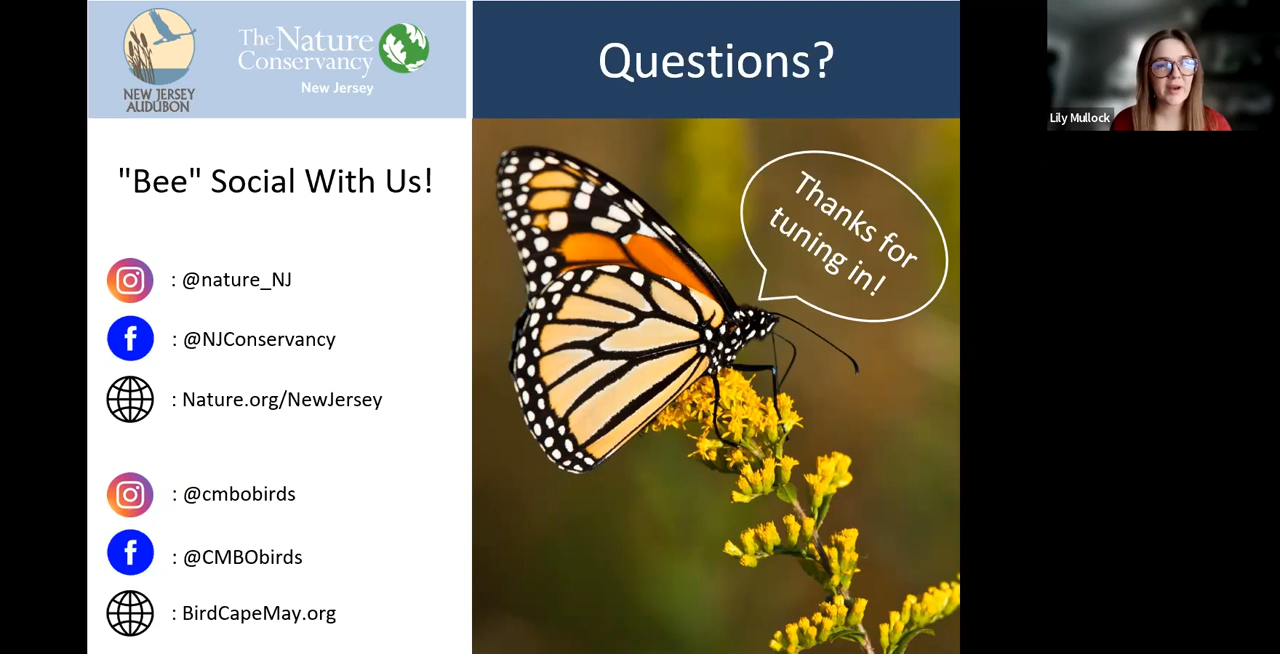 NEW JERSEY
AUDUBON
The Nature
Conservancy
New Jersey
Questions?
Lily Mullock
"Bee" Social With Us!
Thanks for
tuning in!
: @nature_NJ
: @NJConservancy
: Nature.org/NewJersey
: @cmbobirds
: @CMBObirds
: BirdCapeMay.org